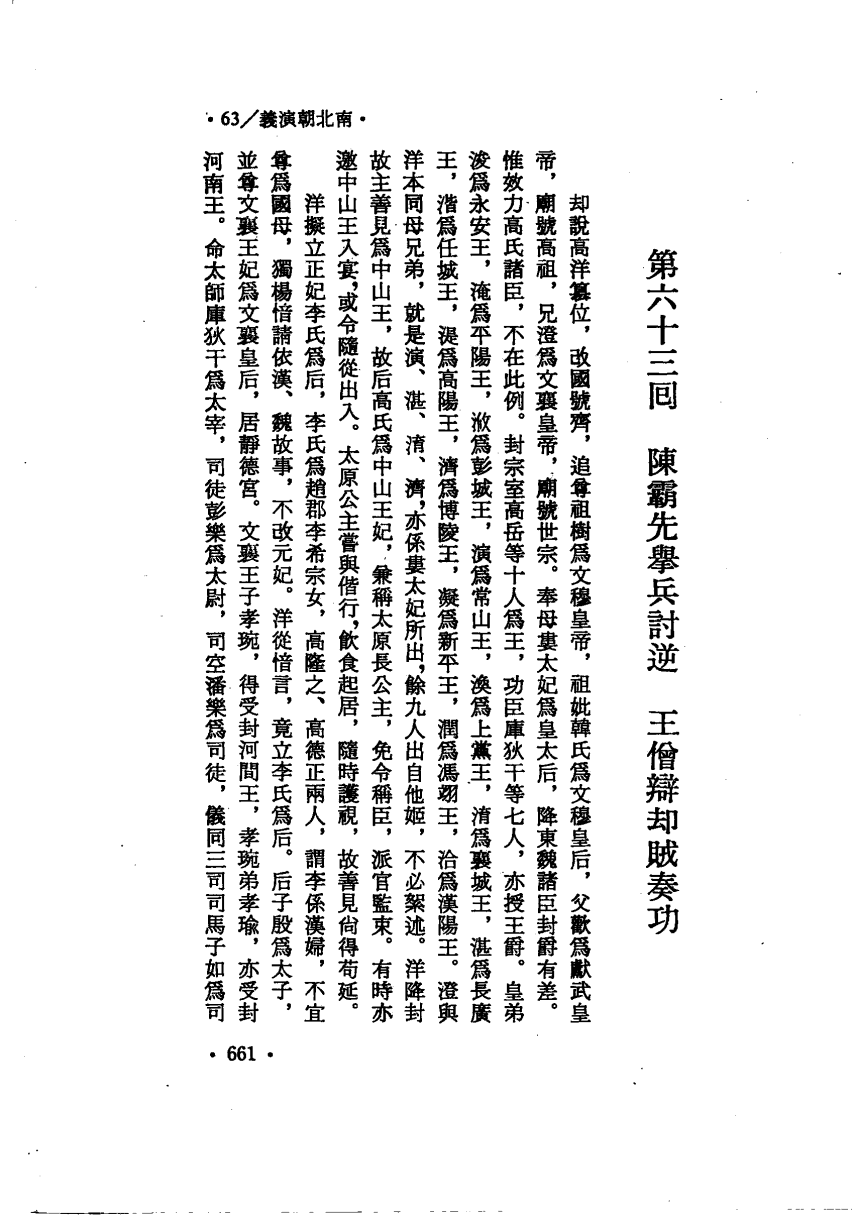 ·63/義演朝北南·
第六十三回　陳霸先舉兵討逆　王僧辯却賊奏功
却說高洋篡位，改國號齊，追尊祖樹爲文穆皇帝，祖妣韓氏爲文穆皇后，父歡爲獻武皇
帝，廟號高祖，兄澄爲文襄皇帝，廟號世宗。奉母婁太妃爲皇太后，降東魏諸臣封爵有差。
惟效力高氏諸臣，不在此例。封宗室高岳等十人爲王，功臣庫狄干等七人，亦授王爵。皇弟
浚爲永安王，淹爲平陽王，浟爲彭城王，演爲常山王，渙爲上黨王，淯爲襄城王，湛爲長廣
王，湝爲任城王，湜爲高陽王，濟爲博陵王，凝爲新平王，潤爲馮翊王，洽爲漢陽王。澄與
洋本同母兄弟，就是演、湛、淯、濟，亦係婁太妃所出，餘九人出自他姬，不必絮述。洋降封
故主善見爲中山王，故后高氏爲中山王妃，兼稱太原長公主，免令稱臣，派官監束。有時亦
邀中山王入宴，或令隨從出入。太原公主嘗與偕行，飲食起居，隨時護視，故善見尙得苟延。
洋擬立正妃李氏爲后，李氏爲趙郡李希宗女，高隆之、高德正兩人，謂李係漢婦，不宜
尊爲國母，獨楊愔請依漢、魏故事，不改元妃。洋從愔言，竟立李氏爲后。后子殷爲太子，
並尊文襄王妃爲文襄皇后，居靜德宮。文襄王子孝琬，得受封河間王，孝琬弟孝瑜，亦受封
河南王。命太師庫狄干爲太宰，司徒彭樂爲太尉，司空潘樂爲司徒，儀同三司司馬子如爲司
·661·